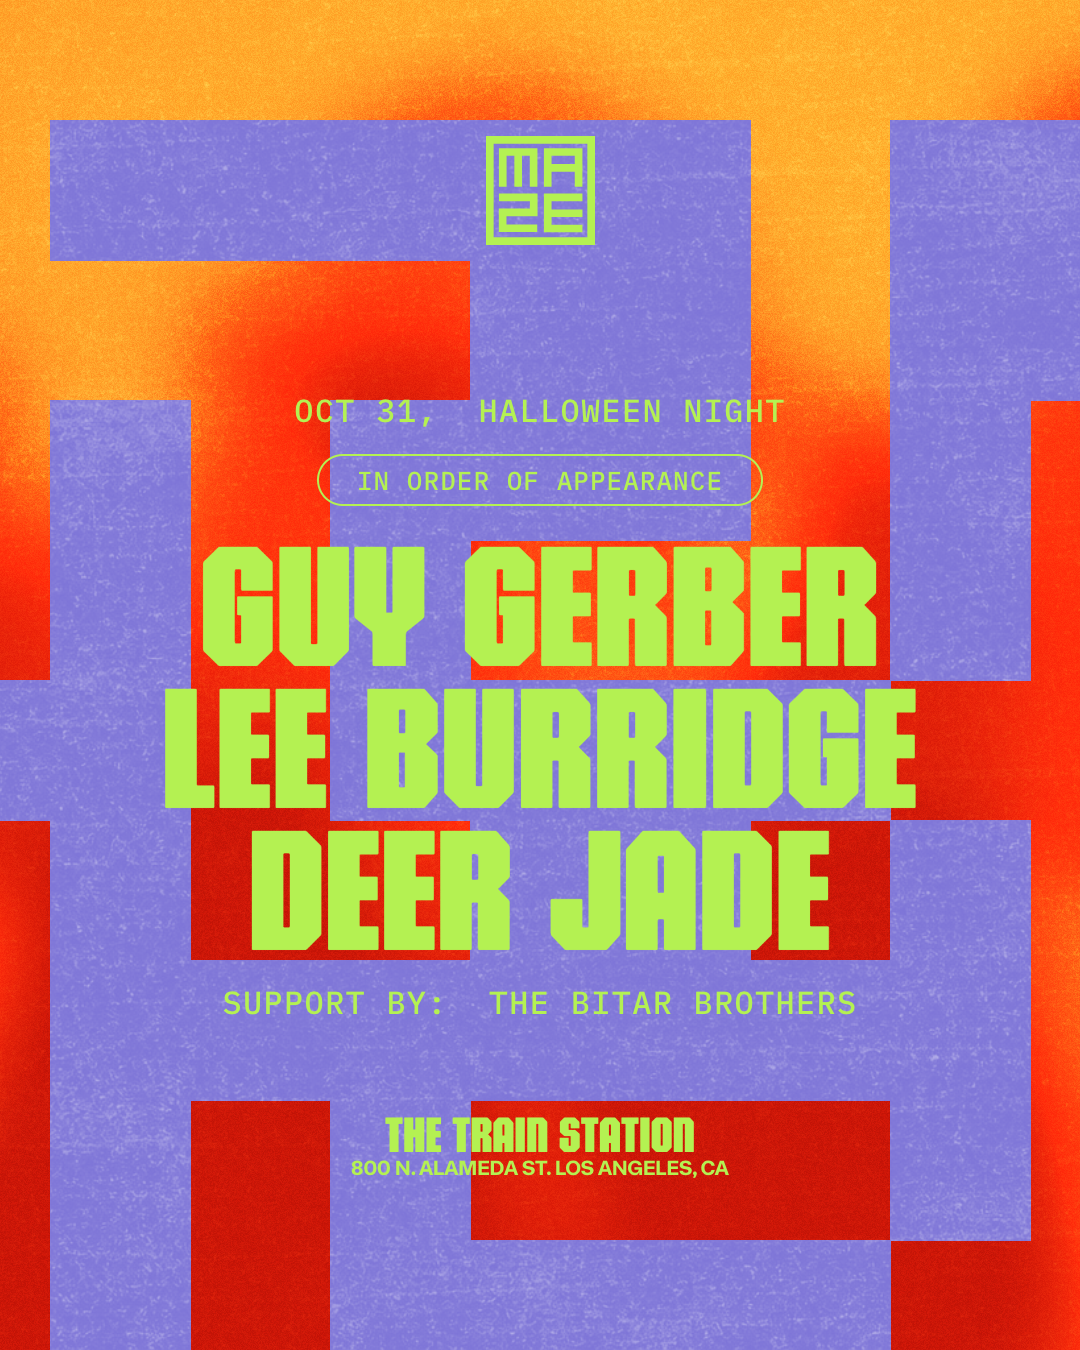 MA
ZE
OCT 31, HALLOWEEN NIGHT
IN ORDER OF APPEARANCE
GUY GERBER
LEE BURRIDGE
DEER JADE
SUPPORT BY: THE BITAR BROTHERS
THE TRAIN STATION
800 N. ALAMEDA ST. LOS ANGELES, CA